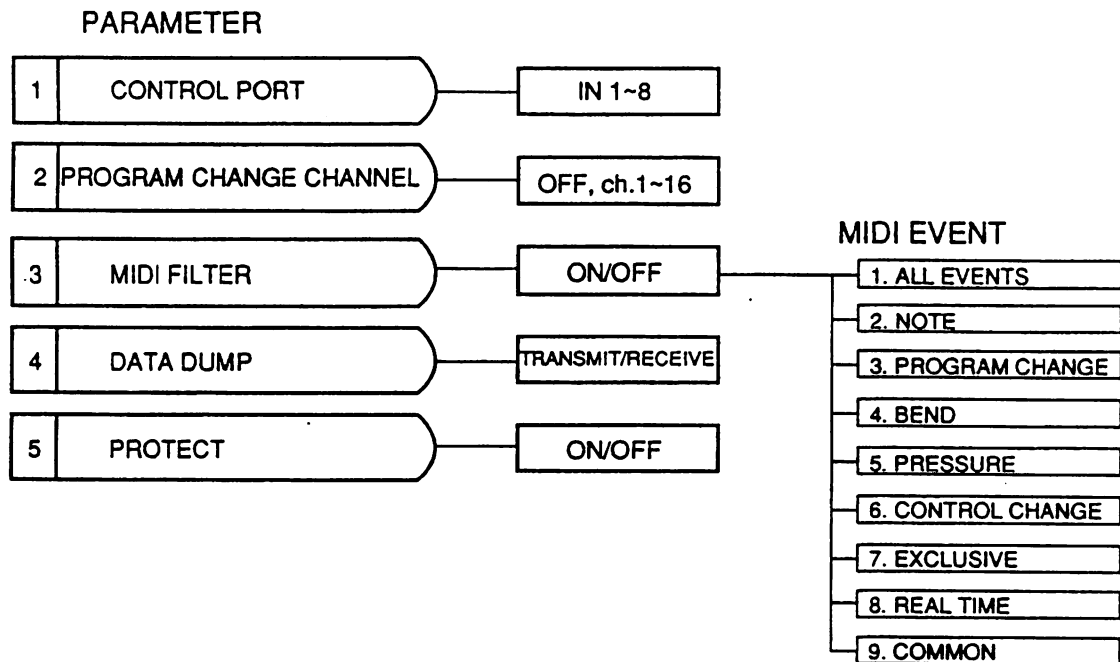 PARAMETER
1 CONTROL PORT IN 1~8
2 PROGRAM CHANGE CHANNEL OFF, ch.1~16
3 MIDI FILTER ON/OFF
4 DATA DUMP TRANSMIT/RECEIVE
5 PROTECT ON/OFF
MIDI EVENT
1. ALL EVENTS
2. NOTE
3. PROGRAM CHANGE
4. BEND
5. PRESSURE
6. CONTROL CHANGE
7. EXCLUSIVE
8. REAL TIME
9. COMMON